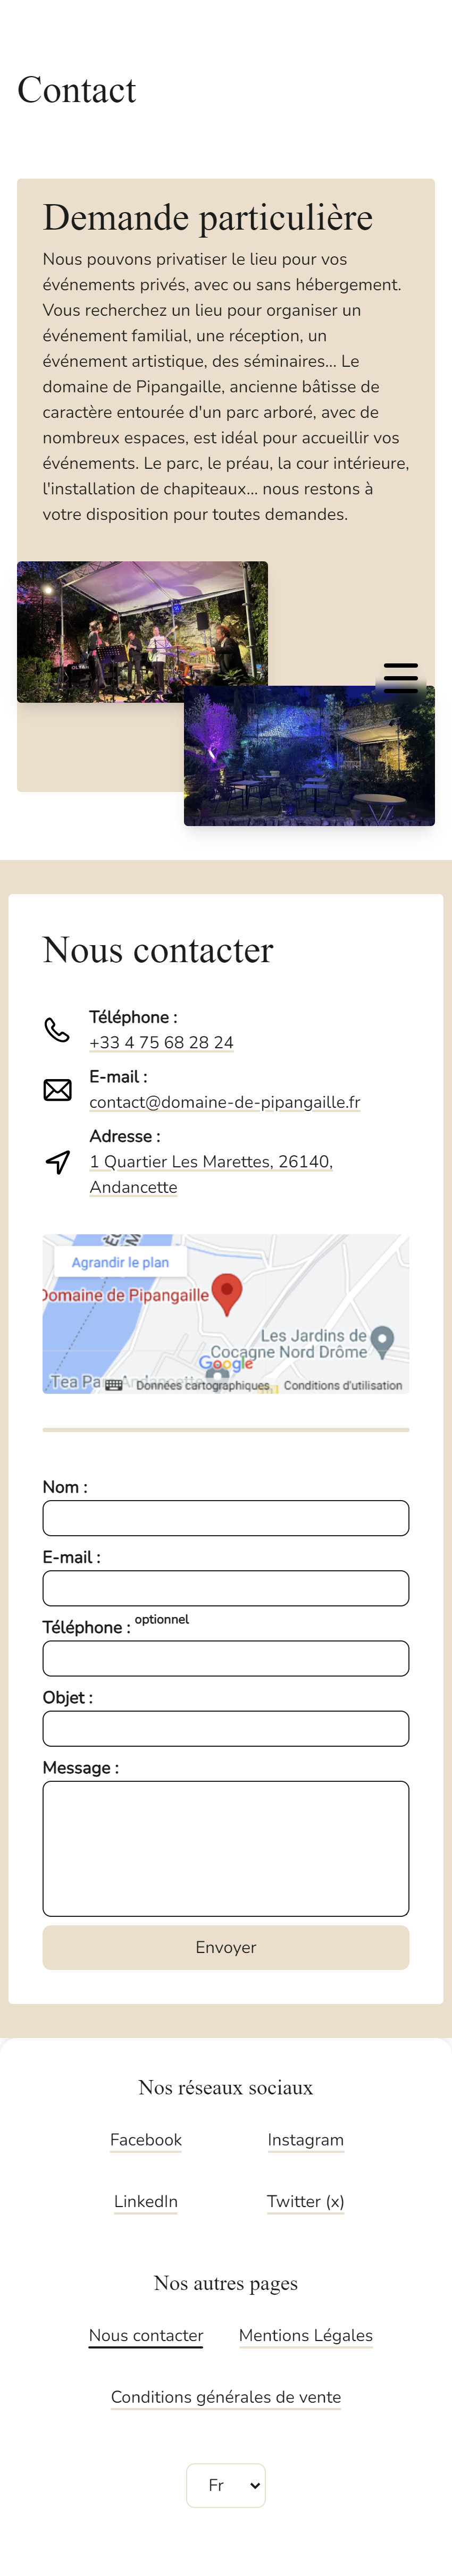 Contact
Demande particulière
Nous pouvons privatiser le lieu pour vos
événements privés, avec ou sans hébergement.
Vous recherchez un lieu pour organiser un
événement familial, une réception, un
événement artistique, des séminaires... Le
domaine de Pipangaille, ancienne bâtisse de
caractère entourée d'un parc arboré, avec de
nombreux espaces, est idéal pour accueillir vos
événements. Le parc, le préau, la cour intérieure,
l'installation de chapiteaux... nous restons à
votre disposition pour toutes demandes.
Nous contacter
Téléphone :
+33 4 75 68 28 24
E-mail :
contact@domaine-de-pipangaille.fr
Adresse :
1 Quartier Les Marettes, 26140,
Andancette
Agrandir le plan
Domaine de Pipangaille
Les Jardins de
Cocagne Nord Drôme
Google
Tea
Données cartographiques
Conditions d'utilisation
Nom :
E-mail :
Téléphone : optionnel
Objet :
Message :
Envoyer
Nos réseaux sociaux
Facebook
Instagram
LinkedIn
Twitter (x)
Nos autres pages
Nous contacter
Mentions Légales
Conditions générales de vente
Fr